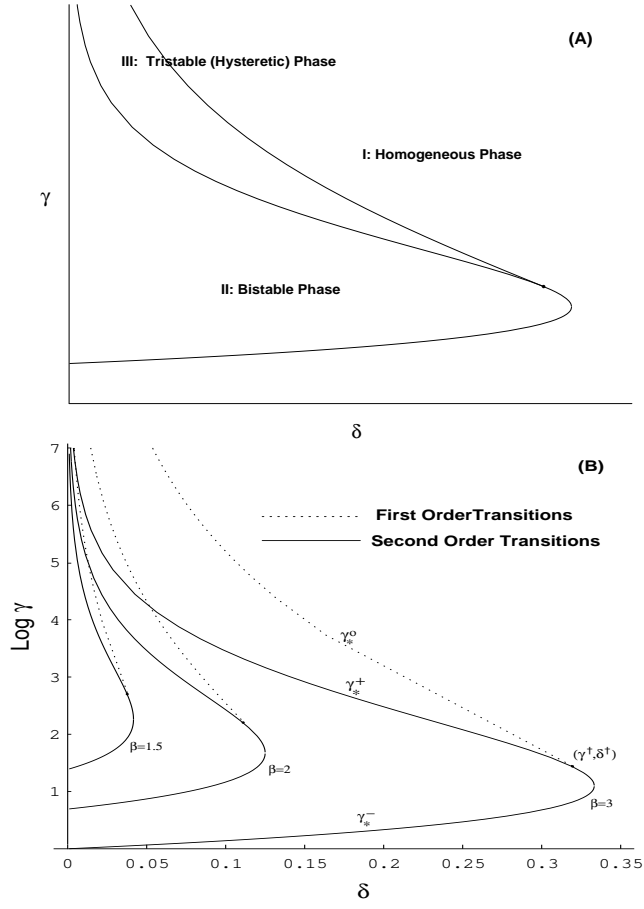 (A)
III: Tristable (Hysteretic) Phase
I: Homogeneous Phase
γ
II: Bistable Phase
δ
7
(B)
6
First OrderTransitions
Second Order Transitions
5
Log γ
4
γ*o
γ*+
3
2
(γ†,δ†)
β=1.5
β=2
1
γ*−
β=3
0 0.05 0.1 0.15 0.2 0.25 0.3 0.35
δ